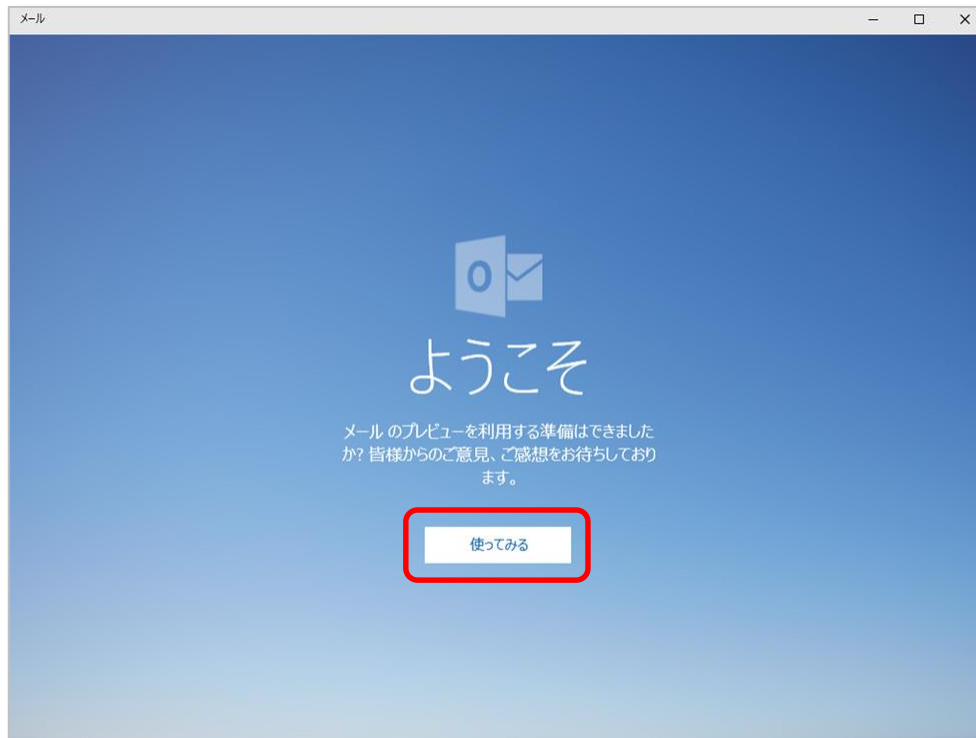 メール
ようこそ
メール のプレビューを利用する準備はできました
か? 皆様からのご意見、ご感想をお待ちしており
ます。
使ってみる